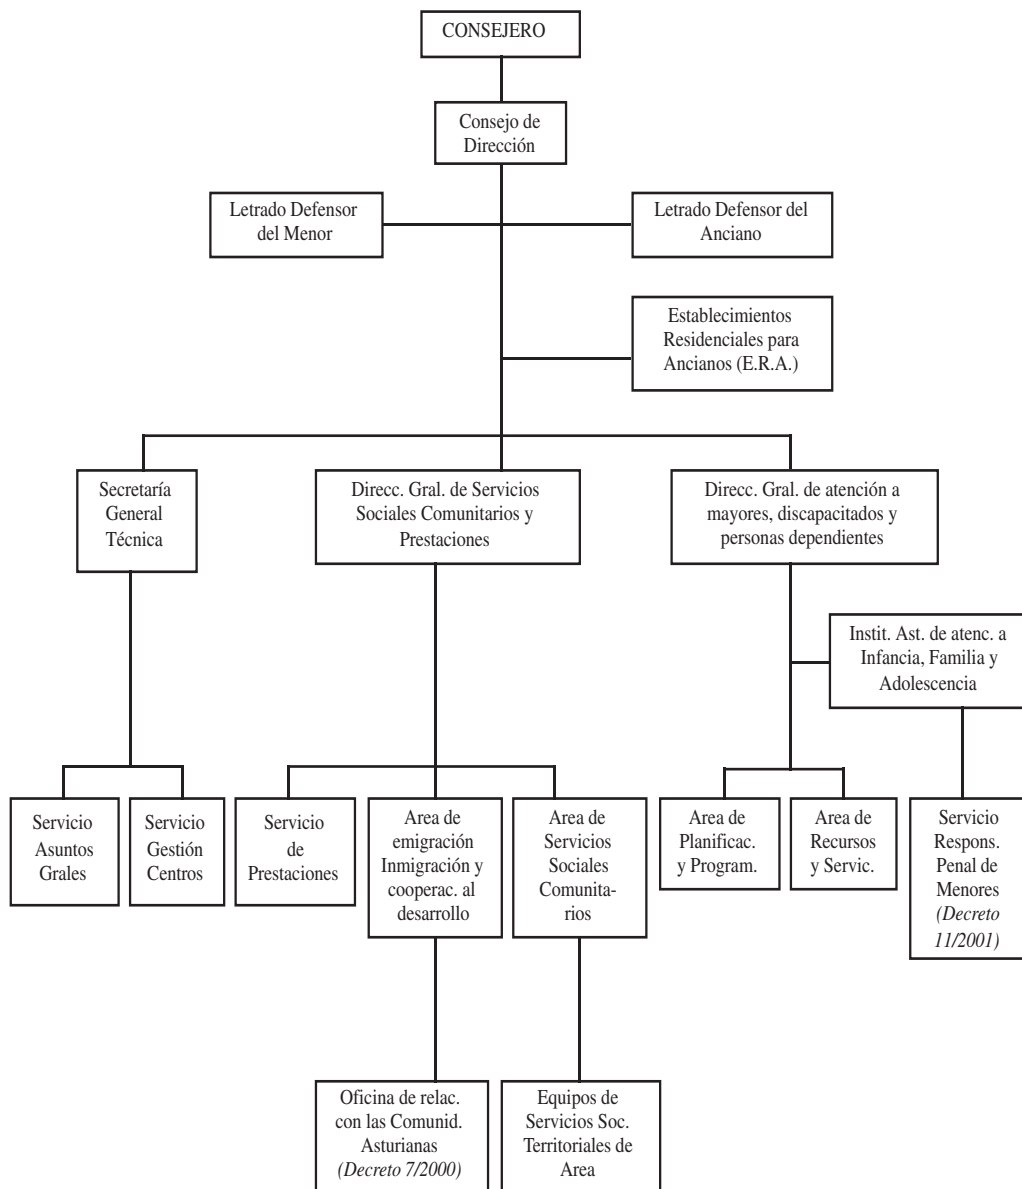 CONSEJERO
Consejo de
Dirección
Letrado Defensor
del Menor
Letrado Defensor del
Anciano
Establecimientos
Residenciales para
Ancianos (E.R.A.)
Secretaría
General
Técnica
Direcc. Gral. de Servicios
Sociales Comunitarios y
Prestaciones
Direcc. Gral. de atención a
mayores, discapacitados y
personas dependientes
Instit. Ast. de atenc. a
Infancia, Familia y
Adolescencia
Servicio
Asuntos
Grales
Servicio
Gestión
Centros
Servicio
de
Prestaciones
Area de
emigración
Inmigración y
cooperac. al
desarrollo
Area de
Servicios
Sociales
Comunita-
rios
Area de
Planificac.
y Program.
Area de
Recursos
y Servic.
Servicio
Respons.
Penal de
Menores
(Decreto
11/2001)
Oficina de relac.
con las Comunid.
Asturianas
(Decreto 7/2000)
Equipos de
Servicios Soc.
Territoriales de
Area